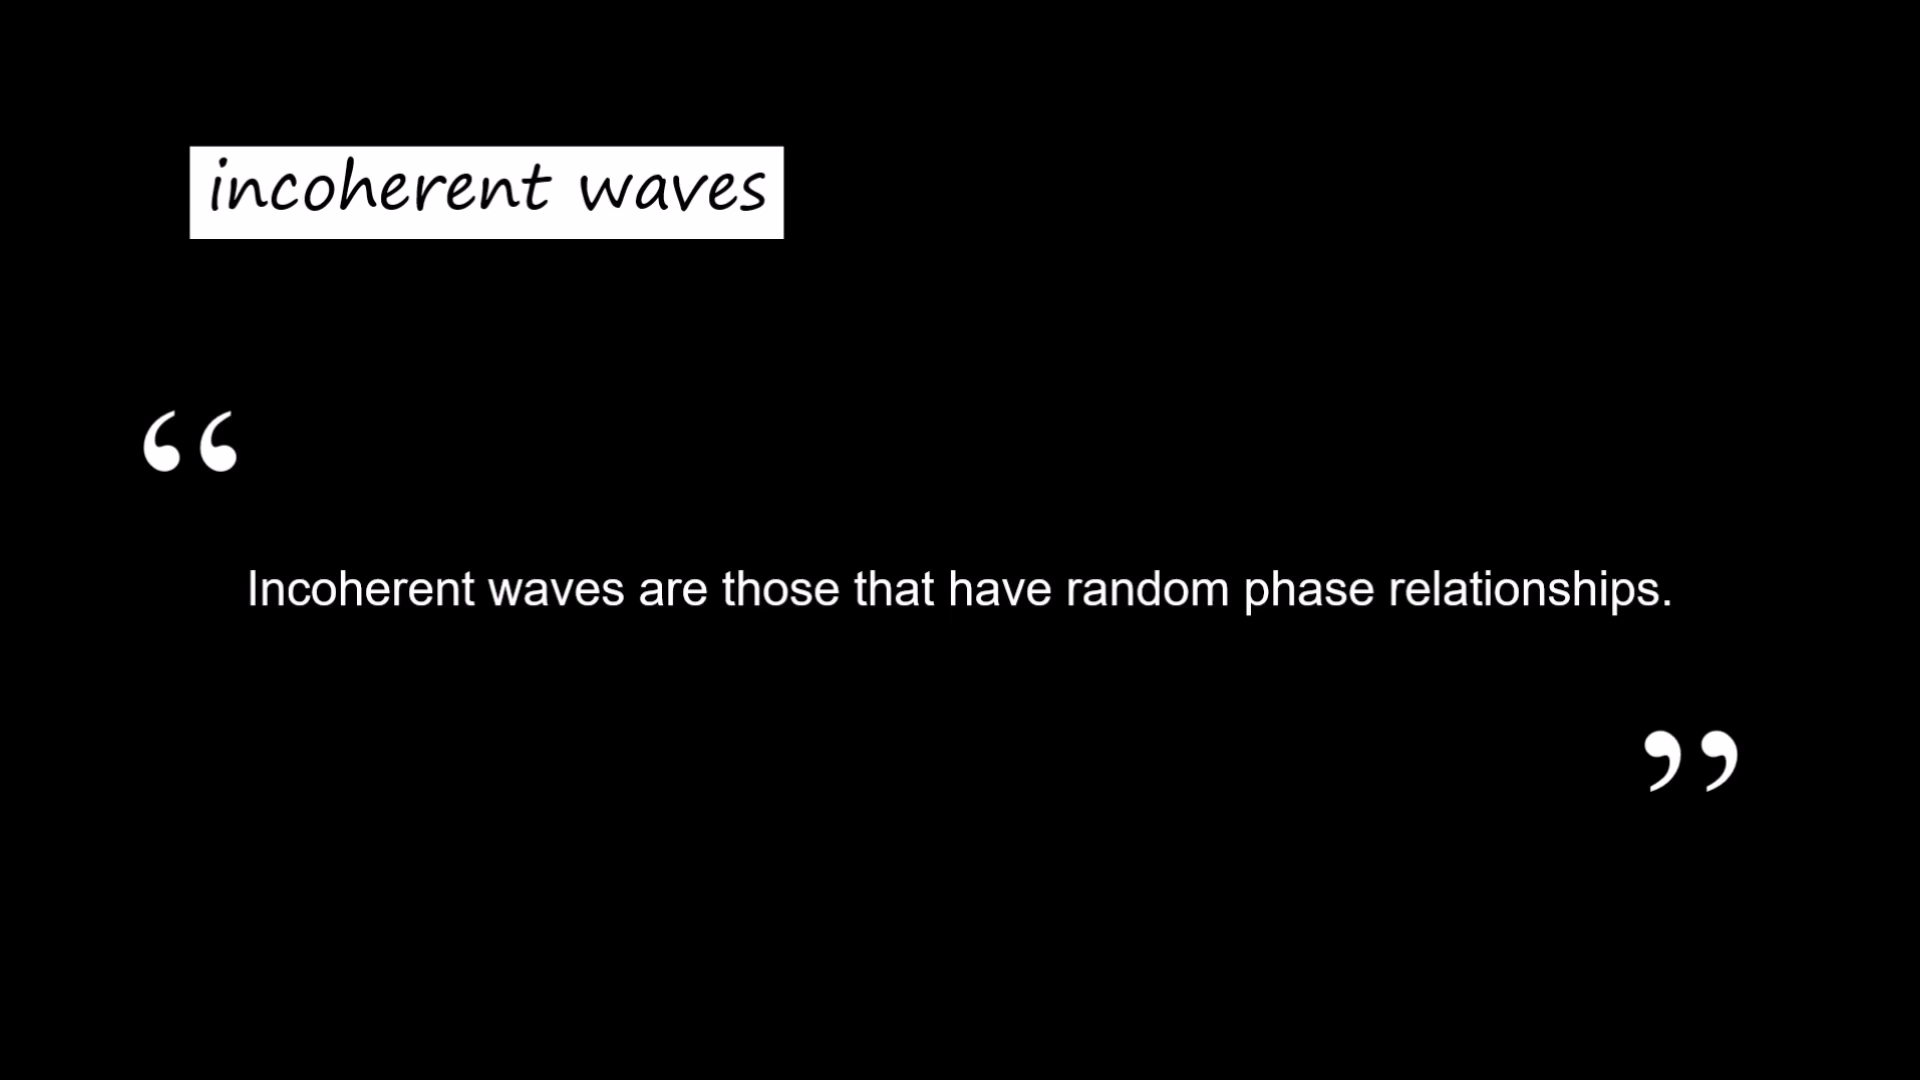 incoherent waves
“
Incoherent waves are those that have random phase relationships.
”